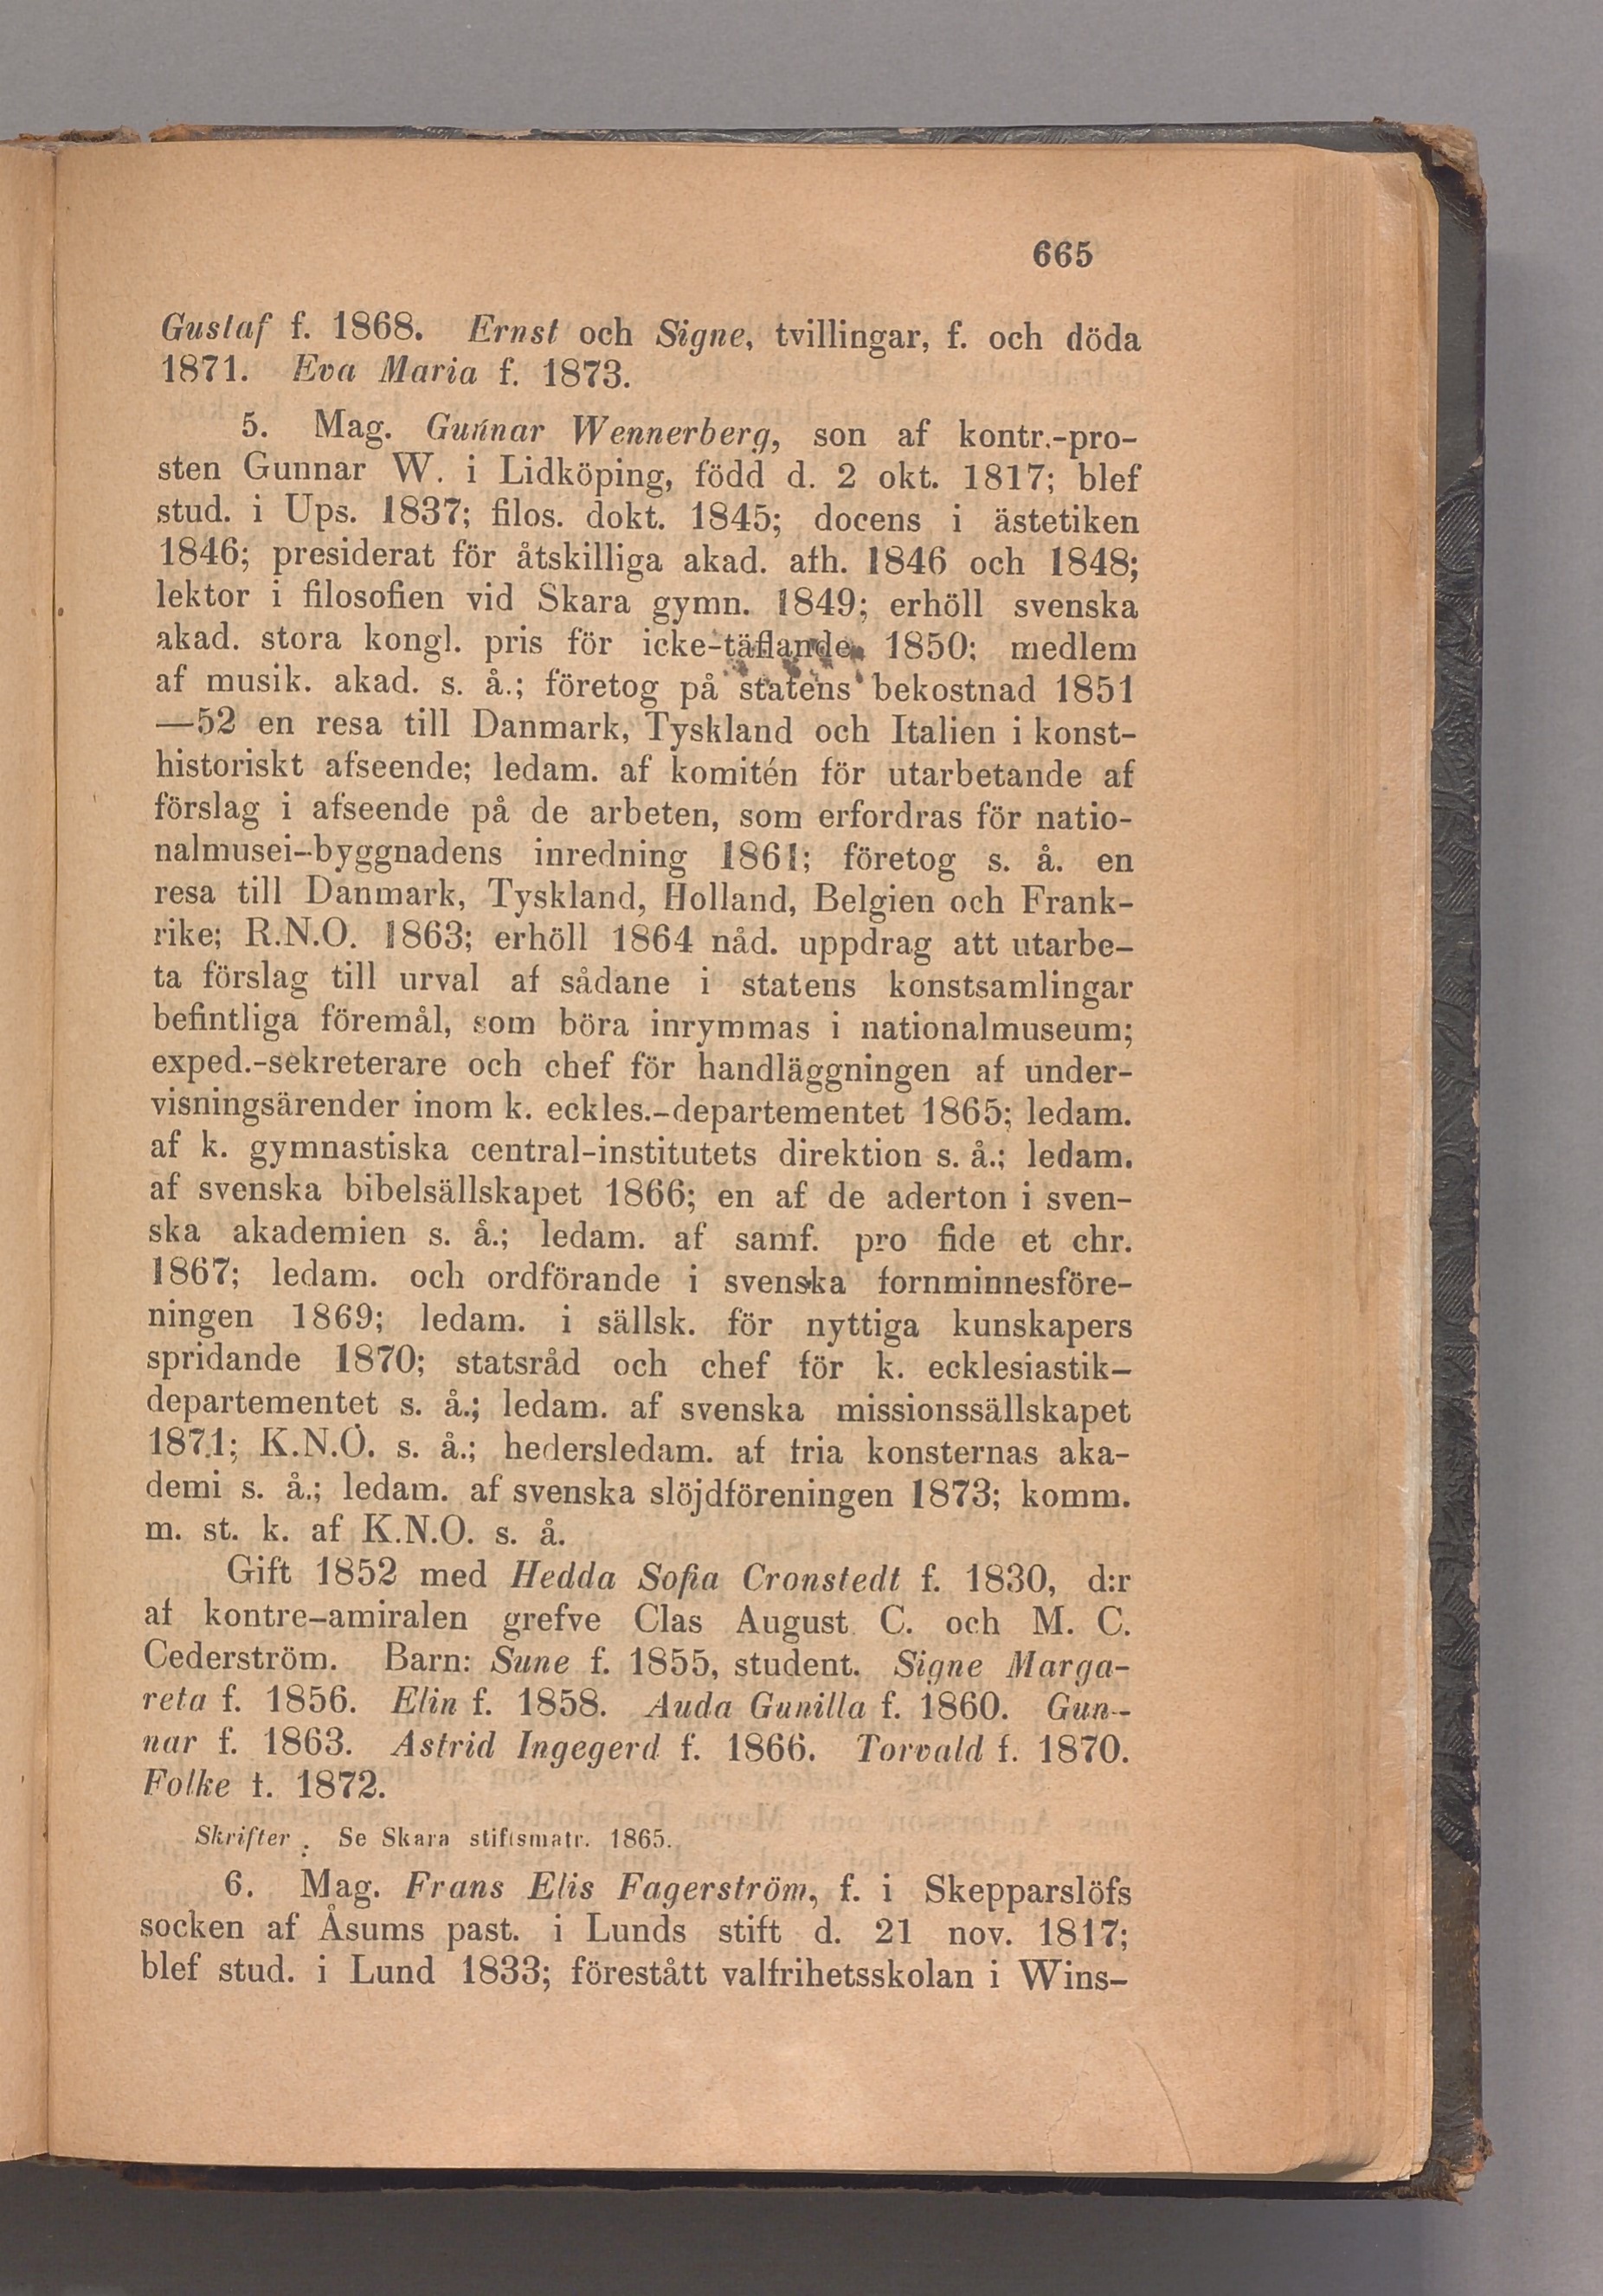 665
Gustaf f. 1868. Ernst och Signe, tvillingar, f. och döda
1871. Eva Maria f. 1873.
5. Mag. Gunnar Wennerberg, son af kontr.-pro-
sten Gunnar W. i Lidköping, född d. 2 okt. 1817; blef
stud. i Ups. 1837; filos. dokt. 1845; docens i ästetiken
1846; presiderat för åtskilliga akad. afh. 1846 och 1848;
lektor i filosofien vid Skara gymn. 1849; erhöll svenska
akad. stora kongl. pris för icke-täflande 1850; medlem
af musik. akad. s. å.; företog på statens bekostnad 1851
—52 en resa till Danmark, Tyskland och Italien i konst-
historiskt afseende; ledam. af komitén för utarbetande af
förslag i afseende på de arbeten, som erfordras för natio-
nalmusei-byggnadens inredning 1861; företog s. å. en
resa till Danmark, Tyskland, Holland, Belgien och Frank-
rike; R.N.O. 1863; erhöll 1864 nåd. uppdrag att utarbe-
ta förslag till urval af sådane i statens konstsamlingar
befintliga föremål, som böra inrymmas i nationalmuseum;
exped.-sekreterare och chef för handläggningen af under-
visningsärender inom k. eckles.-departementet 1865; ledam.
af k. gymnastiska central-institutets direktion s. å.; ledam.
af svenska bibelsällskapet 1866; en af de aderton i sven-
ska akademien s. å.; ledam. af samf. pro fide et chr.
1867; ledam. och ordförande i svenska fornminnesföre-
ningen 1869; ledam. i sällsk. för nyttiga kunskapers
spridande 1870; statsråd och chef för k. ecklesiastik-
departementet s. å.; ledam. af svenska missionssällskapet
1871; K.N.O. s. å.; hedersledam. af fria konsternas aka-
demi s. å.; ledam. af svenska slöjdföreningen 1873; komm.
m. st. k. af K.N.O. s. å.
Gift 1852 med Hedda Sofia Cronstedt f. 1830, d:r
af kontre-amiralen grefve Clas August C. och M. C.
Cederström. Barn: Sune f. 1855, student. Signe Marga-
reta f. 1856. Elin f. 1858. Auda Gunilla f. 1860. Gun-
nar f. 1863. Astrid Ingegerd f. 1866. Torvald f. 1870.
Folke f. 1872.
Skrifter: Se Skara stiftsmatr. 1865.
6. Mag. Frans Elis Fagerström, f. i Skepparslöfs
socken af Åsums past. i Lunds stift d. 21 nov. 1817;
blef stud. i Lund 1833; förestått valfrihetsskolan i Wins-